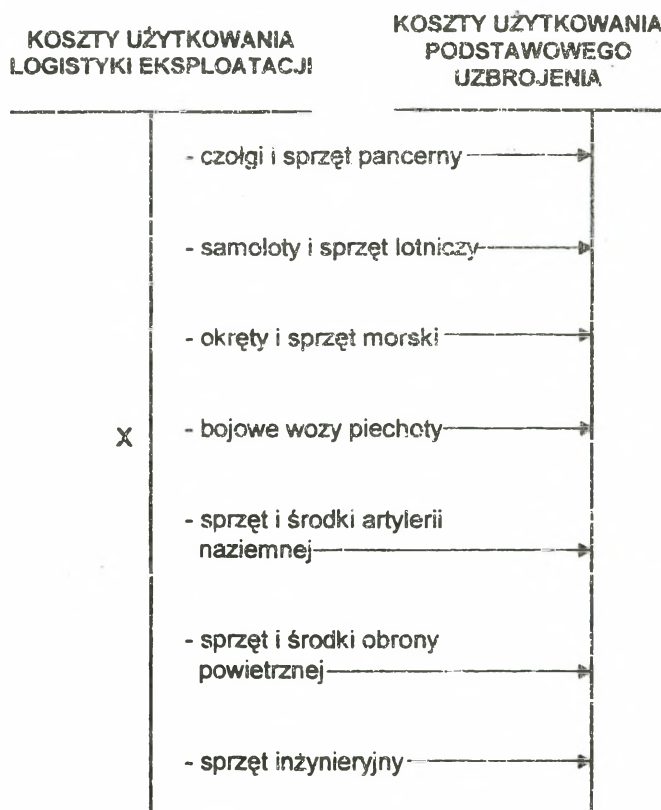 KOSZTY UŻYTKOWANIA
LOGISTYKI EKSPLOATACJI
KOSZTY UŻYTKOWANIA
PODSTAWOWEGO
UZBROJENIA
- czołgi i sprzęt pancerny
- samoloty i sprzęt lotniczy
- okręty i sprzęt morski
X
- bojowe wozy piechoty
- sprzęt i środki artylerii
naziemnej
- sprzęt i środki obrony
powietrznej
- sprzęt inżynieryjny